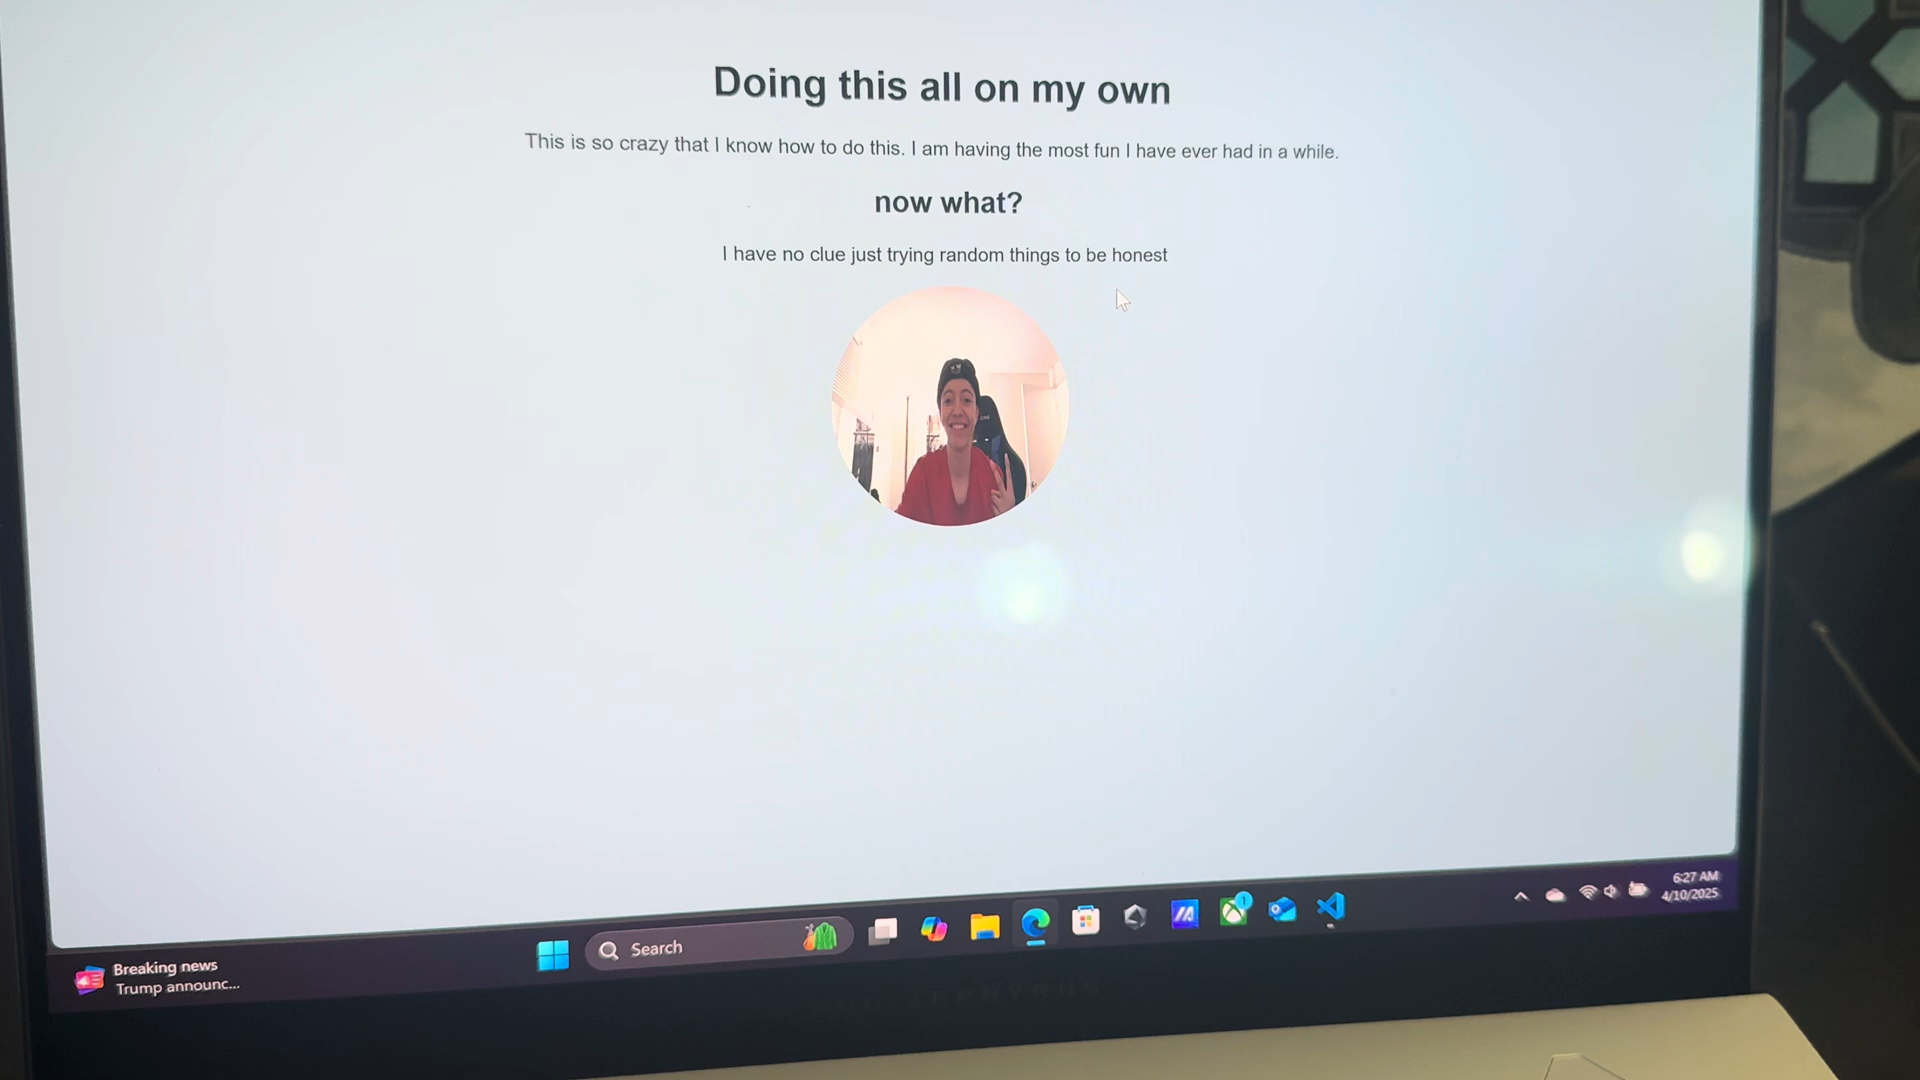 Doing this all on my own
This is so crazy that I know how to do this. I am having the most fun I have ever had in a while.
now what?
I have no clue just trying random things to be honest
6:27 AM
4/10/2025
1
Search
Breaking news
Trump announc...
ZEPHYRUS